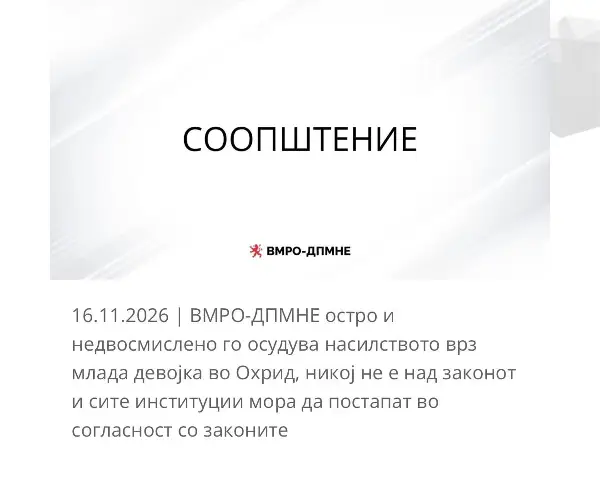 СООПШТЕНИЕ
ВМРО-ДПМНЕ
16.11.2026 | ВМРО-ДПМНЕ остро и
недвосмислено го осудува насилството врз
млада девојка во Охрид, никој не е над законот
и сите институции мора да постапат во
согласност со законите